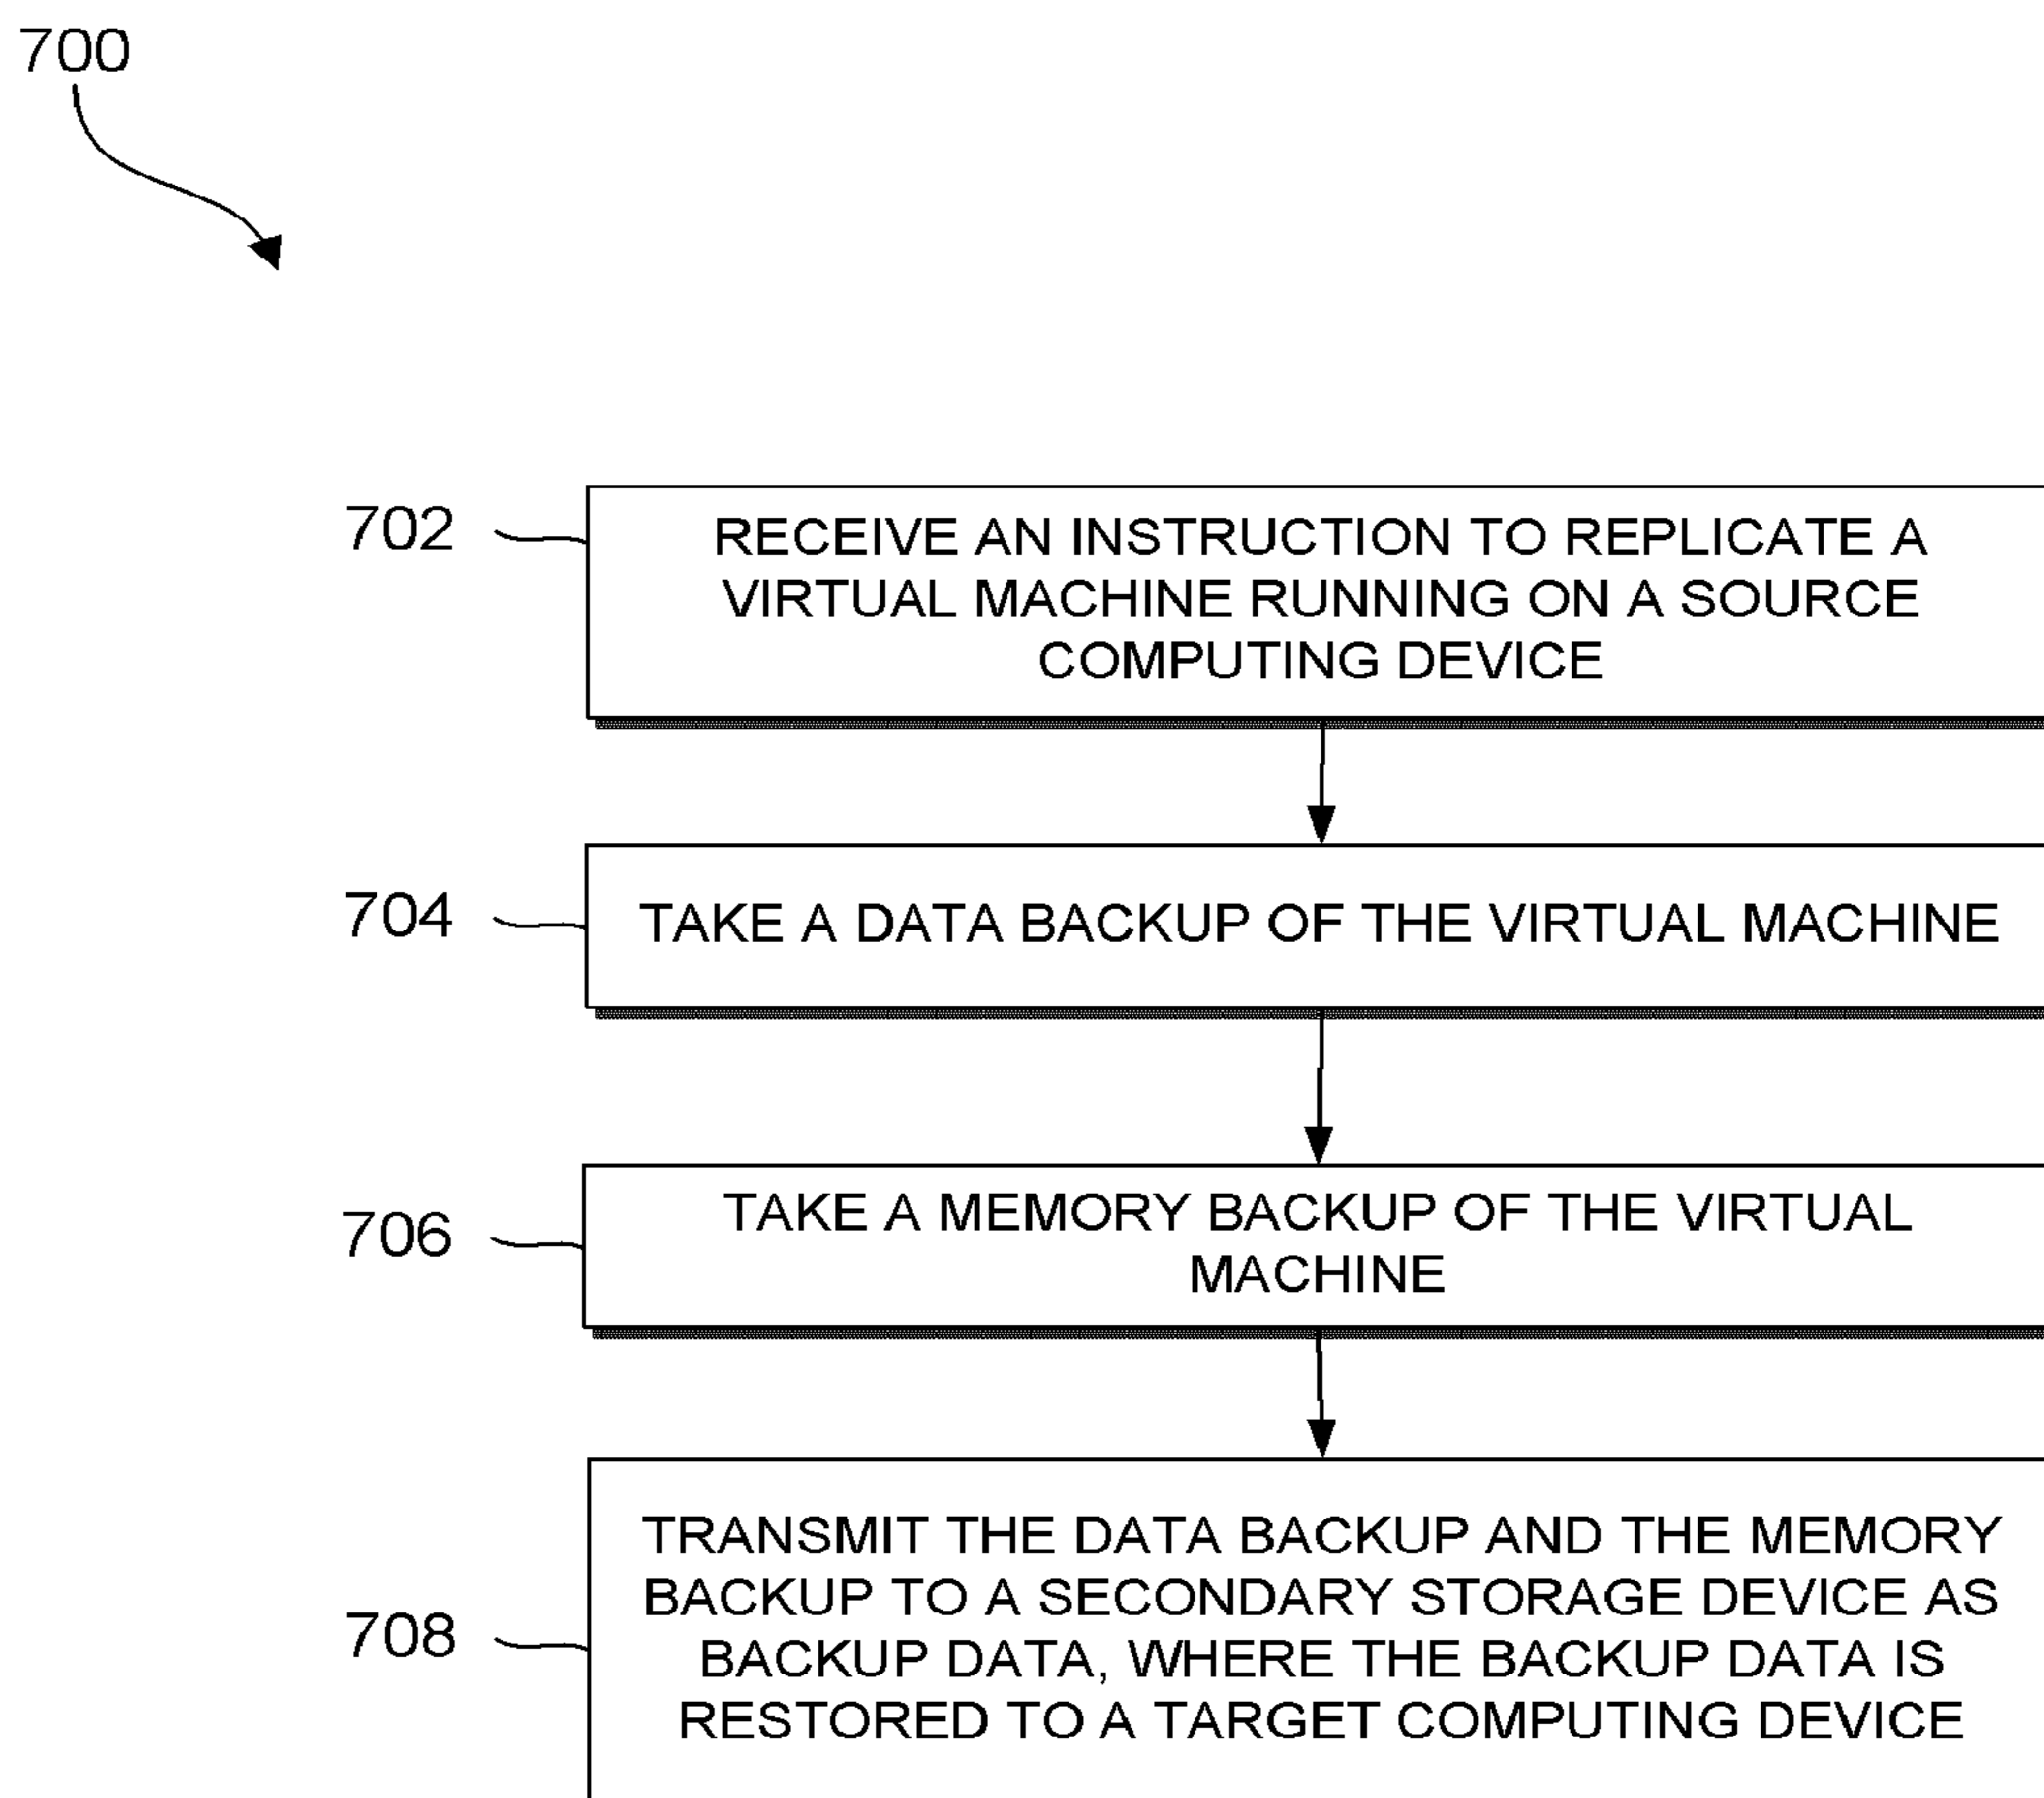 700
702
RECEIVE AN INSTRUCTION TO REPLICATE A
VIRTUAL MACHINE RUNNING ON A SOURCE
COMPUTING DEVICE
704
TAKE A DATA BACKUP OF THE VIRTUAL MACHINE
706
TAKE A MEMORY BACKUP OF THE VIRTUAL
MACHINE
708
TRANSMIT THE DATA BACKUP AND THE MEMORY
BACKUP TO A SECONDARY STORAGE DEVICE AS
BACKUP DATA, WHERE THE BACKUP DATA IS
RESTORED TO A TARGET COMPUTING DEVICE